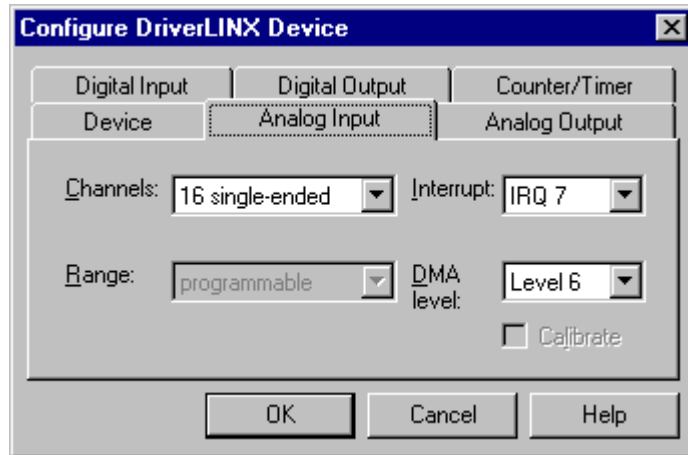 Configure DriverLINX Device
Digital Input Digital Output Counter/Timer
Device Analog Input Analog Output
Channels: 16 single-ended Interrupt: IRQ 7
Range: programmable DMA level: Level 6
Calibrate
OK Cancel Help